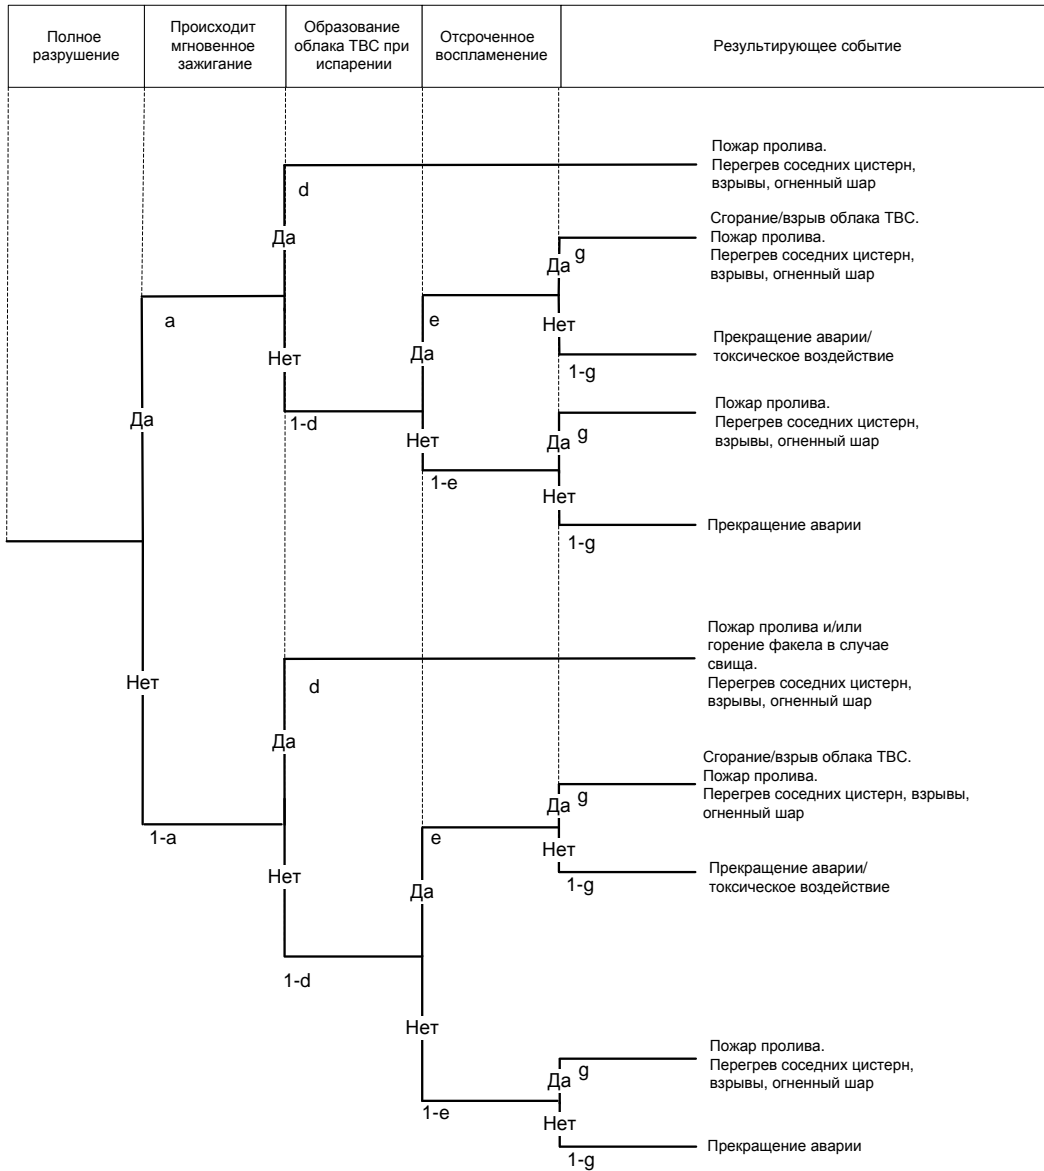 Полное
разрушение
Происходит
мгновенное
зажигание
Образование
облака ТВС при
испарении
Отсроченное
воспламенение
Результирующее событие
Пожар пролива.
Перегрев соседних цистерн,
взрывы, огненный шар
d
Да
Сгорание/взрыв облака ТВС.
Пожар пролива.
Перегрев соседних цистерн,
взрывы, огненный шар
g
Да
a
e
Нет
Да
Нет
Прекращение аварии/
токсическое воздействие
1-g
Да
1-d
Пожар пролива.
Перегрев соседних цистерн,
взрывы, огненный шар
g
Да
Нет
1-e
Нет
Прекращение аварии
1-g
Пожар пролива и/или
горение факела в случае
свища.
Перегрев соседних цистерн,
взрывы, огненный шар
d
Нет
Да
Сгорание/взрыв облака ТВС.
Пожар пролива.
Перегрев соседних цистерн, взрывы,
огненный шар
g
Да
1-a
e
Нет
Прекращение аварии/
токсическое воздействие
1-g
Нет
Да
1-d
Нет
Пожар пролива.
Перегрев соседних цистерн,
взрывы, огненный шар
g
Да
1-e
Нет
Прекращение аварии
1-g